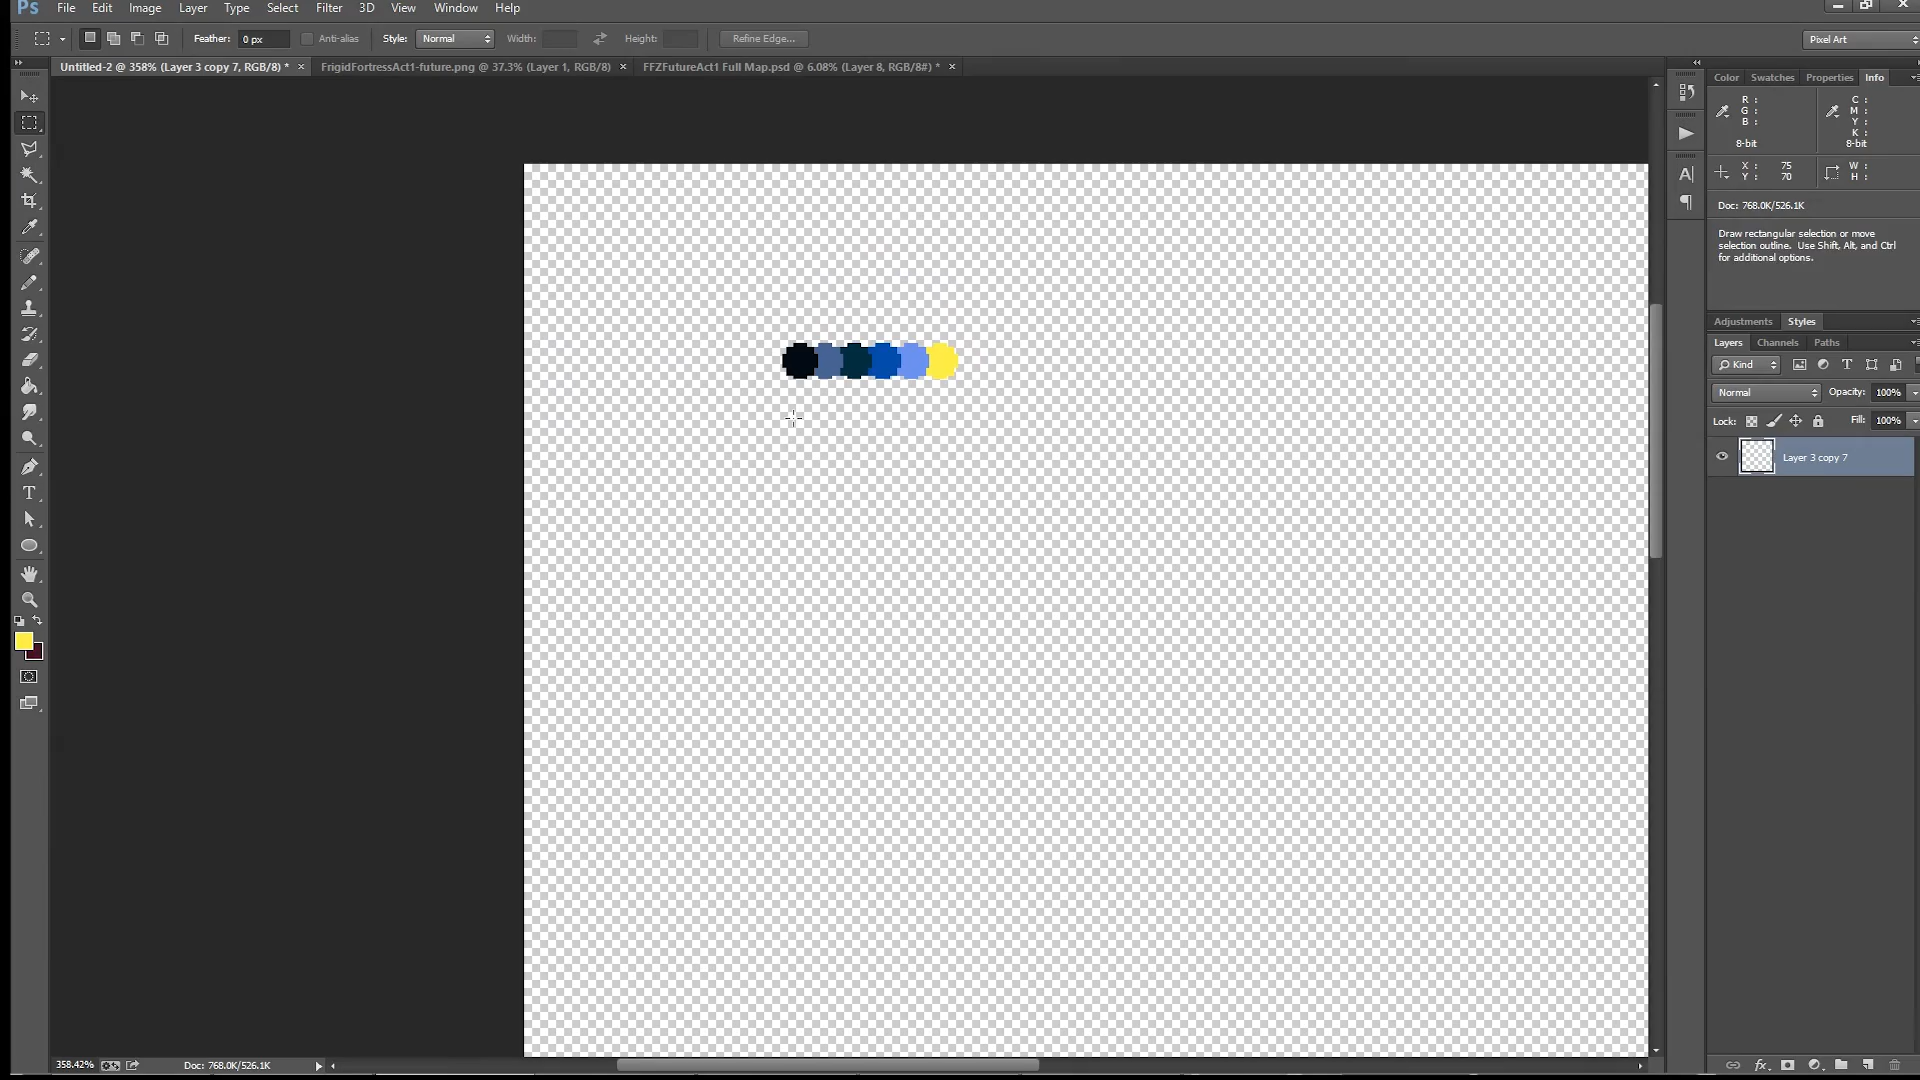 Ps File Edit Image Layer Type Select Filter 3D View Window Help
Feather: 0 px Anti-alias Style: Normal Width: Height: Refine Edge... Pixel Art
Untitled-2 @ 358% (Layer 3 copy 7, RGB/8) * × FrigidFortressAct1-future.png @ 37.3% (Layer 1, RGB/8) × FFZFutureAct1 Full Map.psd @ 6.08% (Layer 8, RGB/8#) * ×
Color Swatches Properties Info
R : C :
G : M :
B : Y :
K :
8-bit 8-bit
X : 75 W :
Y : 70 H :
Doc: 768.0K/526.1K
Draw rectangular selection or move
selection outline. Use Shift, Alt, and Ctrl
for additional options.
Adjustments Styles
Layers Channels Paths
Kind T
Normal Opacity: 100%
Lock: Fill: 100%
Layer 3 copy 7
A
T
358.42% Doc: 768.0K/526.1K
fx